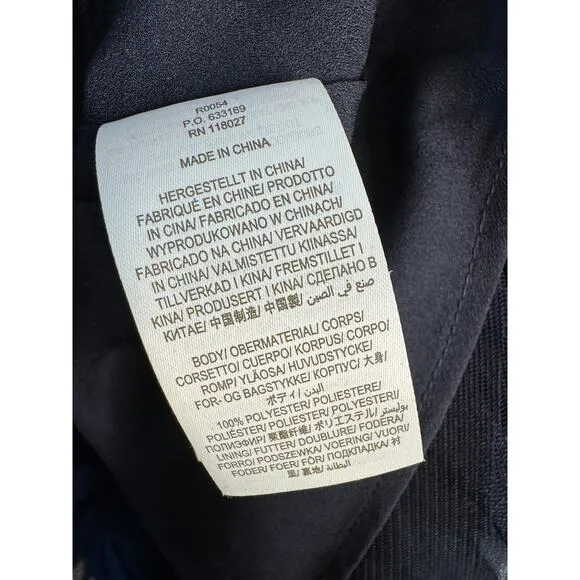 R0054
P.O. 633169
RN 118027
MADE IN CHINA
HERGESTELLT IN CHINA/
FABRIQUÉ EN CHINE/ PRODOTTO
IN CINA/ FABRICADO EN CHINA/
WYPRODUKOWANO W CHINACH/
FABRICADO NA CHINA/ VERVAARDIGD
IN CHINA/ VALMISTETTU KIINASSA/
TILLVERKAD I KINA/ FREMSTILLET I
KINA/ PRODUSERT I KINA/ СДЕЛАНО В
КИТАЕ/ 中国制造/ 中国製/ صنع في الصين
BODY/ OBERMATERIAL/ CORPS/
CORSETTO/ CUERPO/ KORPUS/ CORPO/
ROMP/ YLÄOSA/ HUVUDSTYCKE/
FOR- OG BAGSTYKKE/ КОРПУС/ 大身/
ボディ/ البدن
100% POLYESTER/ POLIESTERE/
POLIÉSTER/ POLIESTER/ POLYESTERI/
ПОЛИЭФИР/ 聚酯纤维/ ポリエステル/ بوليستر
LINING/ FUTTER/ DOUBLURE/ FODERA/
FORRO/ PODSZEWKA/ VOERING/ VUORI/
FODER/ FOER/ FÔR/ ПОДКЛАДКА/ 衬
里/ 裏地/ البطانة